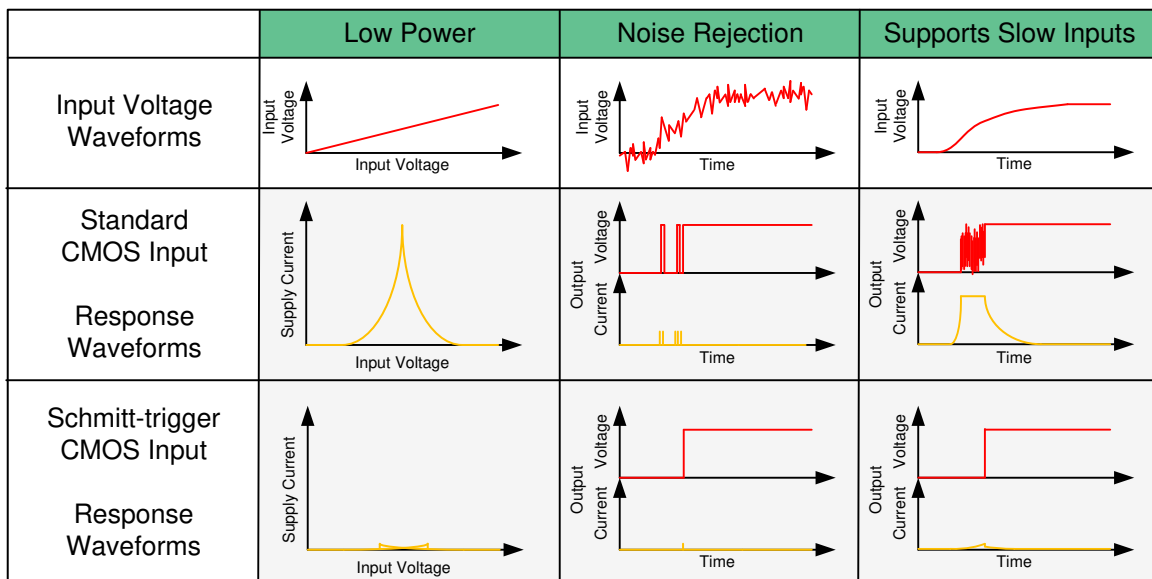 Low Power
Noise Rejection
Supports Slow Inputs
Input Voltage
Waveforms
Input
Voltage
Input Voltage
Input
Voltage
Time
Input
Voltage
Time
Standard
CMOS Input
Response
Waveforms
Supply Current
Input Voltage
Output
Voltage
Current
Time
Output
Voltage
Current
Time
Schmitt-trigger
CMOS Input
Response
Waveforms
Supply Current
Input Voltage
Output
Voltage
Current
Time
Output
Voltage
Current
Time